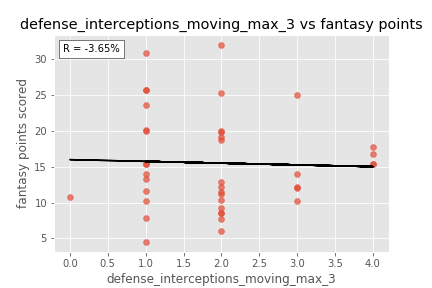 defense_interceptions_moving_max_3 vs fantasy points
R = -3.65%
fantasy points scored
30
25
20
15
10
5
0.0 0.5 1.0 1.5 2.0 2.5 3.0 3.5 4.0
defense_interceptions_moving_max_3